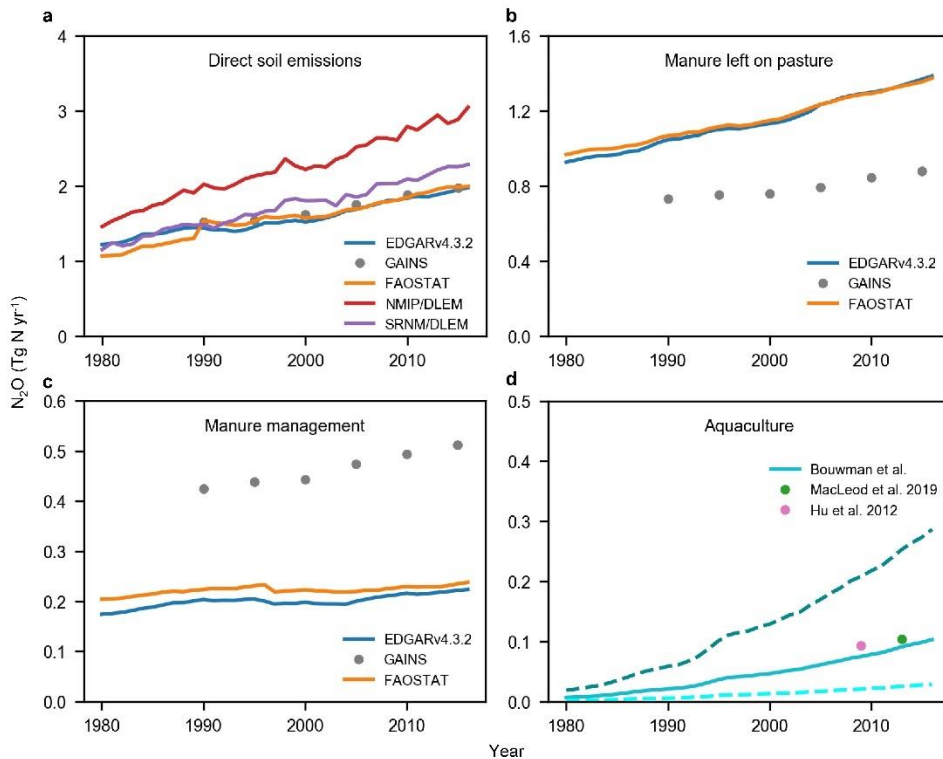 a
Direct soil emissions
4
3
2
1
0
1980 1990 2000 2010
EDGARv4.3.2
GAINS
FAOSTAT
NMIP/DLEM
SRNM/DLEM
b
Manure left on pasture
1.6
1.2
0.8
0.4
0.0
1980 1990 2000 2010
EDGARv4.3.2
GAINS
FAOSTAT
N₂O (Tg N yr⁻¹)
c
Manure management
0.6
0.5
0.4
0.3
0.2
0.1
0.0
1980 1990 2000 2010
EDGARv4.3.2
GAINS
FAOSTAT
d
Aquaculture
0.5
0.4
0.3
0.2
0.1
0.0
1980 1990 2000 2010
Bouwman et al.
MacLeod et al. 2019
Hu et al. 2012
Year